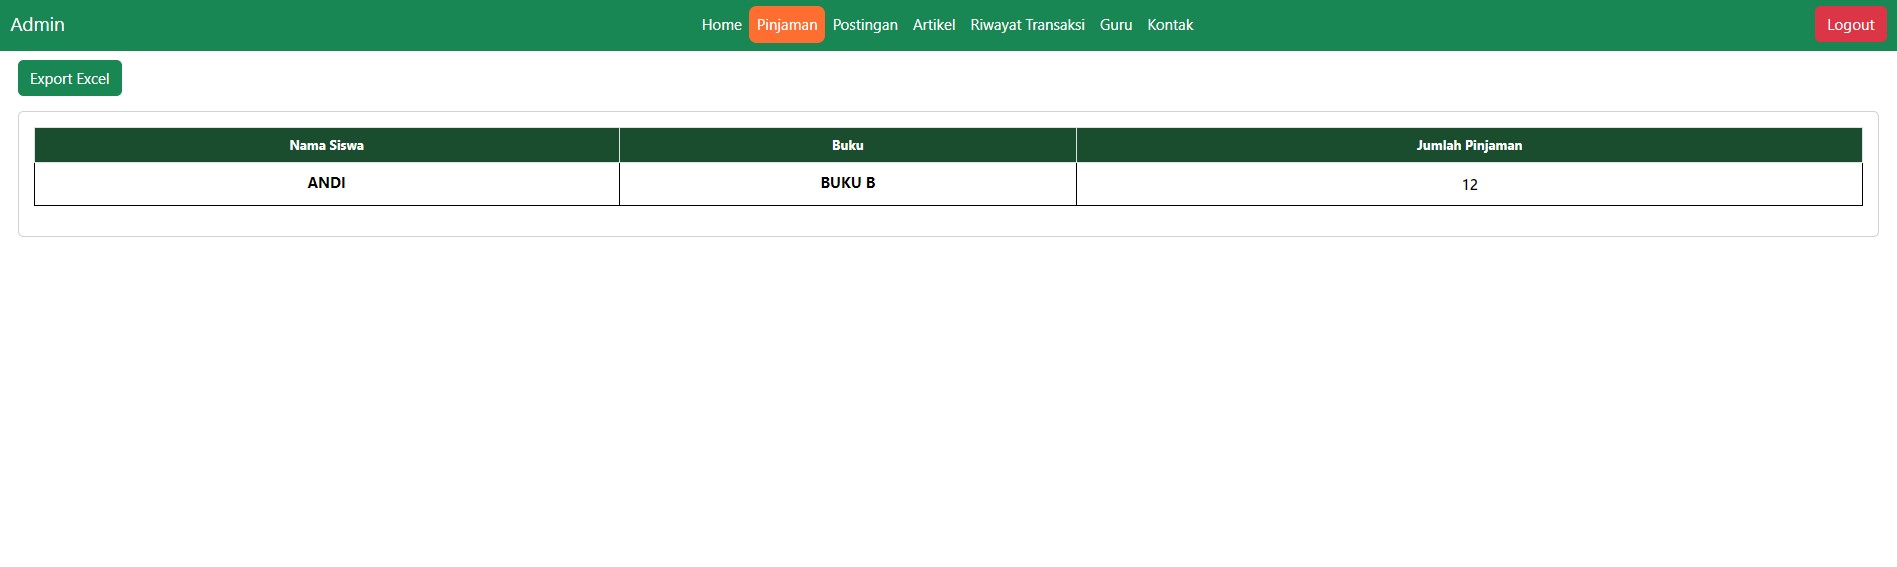 Admin Home Pinjaman Postingan Artikel Riwayat Transaksi Guru Kontak Logout
Export Excel
Nama Siswa Buku Jumlah Pinjaman
ANDI BUKU B 12